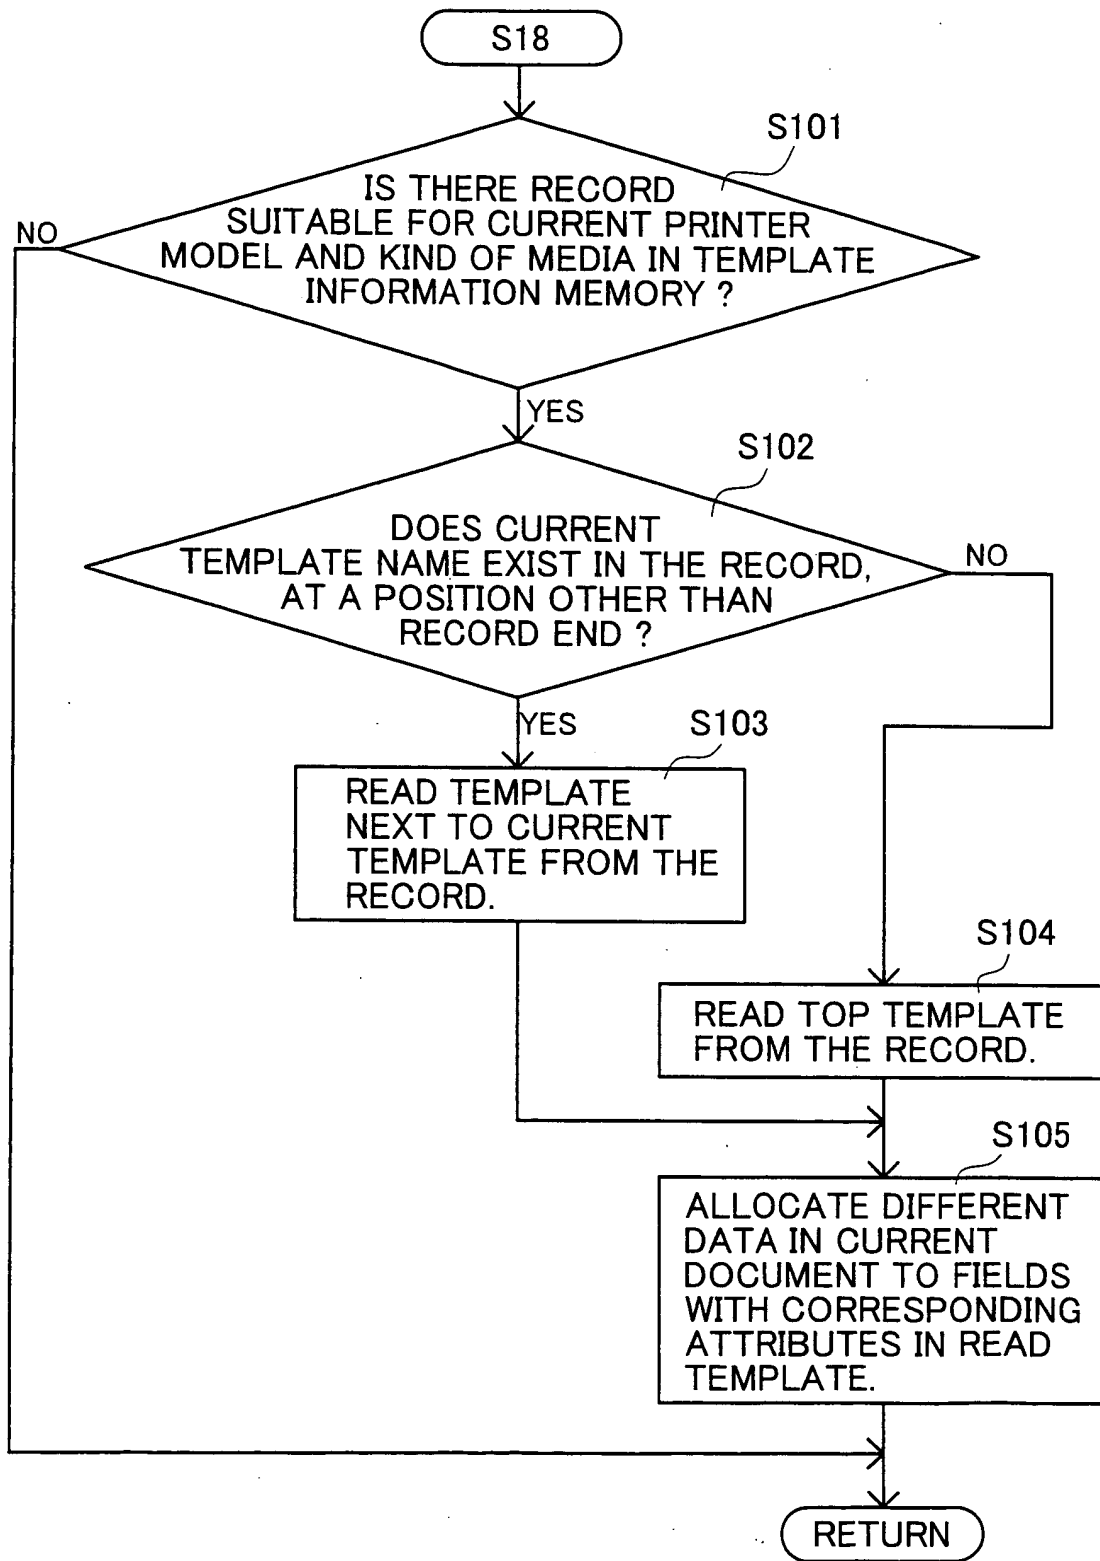 S18
S101
IS THERE RECORD
SUITABLE FOR CURRENT PRINTER
MODEL AND KIND OF MEDIA IN TEMPLATE
INFORMATION MEMORY ?
NO
YES
S102
DOES CURRENT
TEMPLATE NAME EXIST IN THE RECORD,
AT A POSITION OTHER THAN
RECORD END ?
NO
YES
S103
READ TEMPLATE
NEXT TO CURRENT
TEMPLATE FROM THE
RECORD.
S104
READ TOP TEMPLATE
FROM THE RECORD.
S105
ALLOCATE DIFFERENT
DATA IN CURRENT
DOCUMENT TO FIELDS
WITH CORRESPONDING
ATTRIBUTES IN READ
TEMPLATE.
RETURN